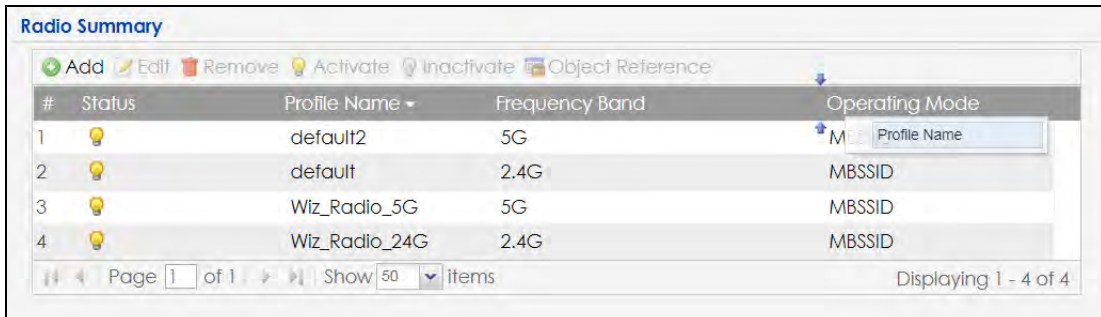 Radio Summary
Add Edit Remove Activate Inactivate Object Reference
# Status Profile Name Frequency Band Operating Mode
1 default2 5G M
Profile Name
2 default 2.4G MBSSID
3 Wiz_Radio_5G 5G MBSSID
4 Wiz_Radio_24G 2.4G MBSSID
Page 1 of 1 Show 50 items Displaying 1 - 4 of 4